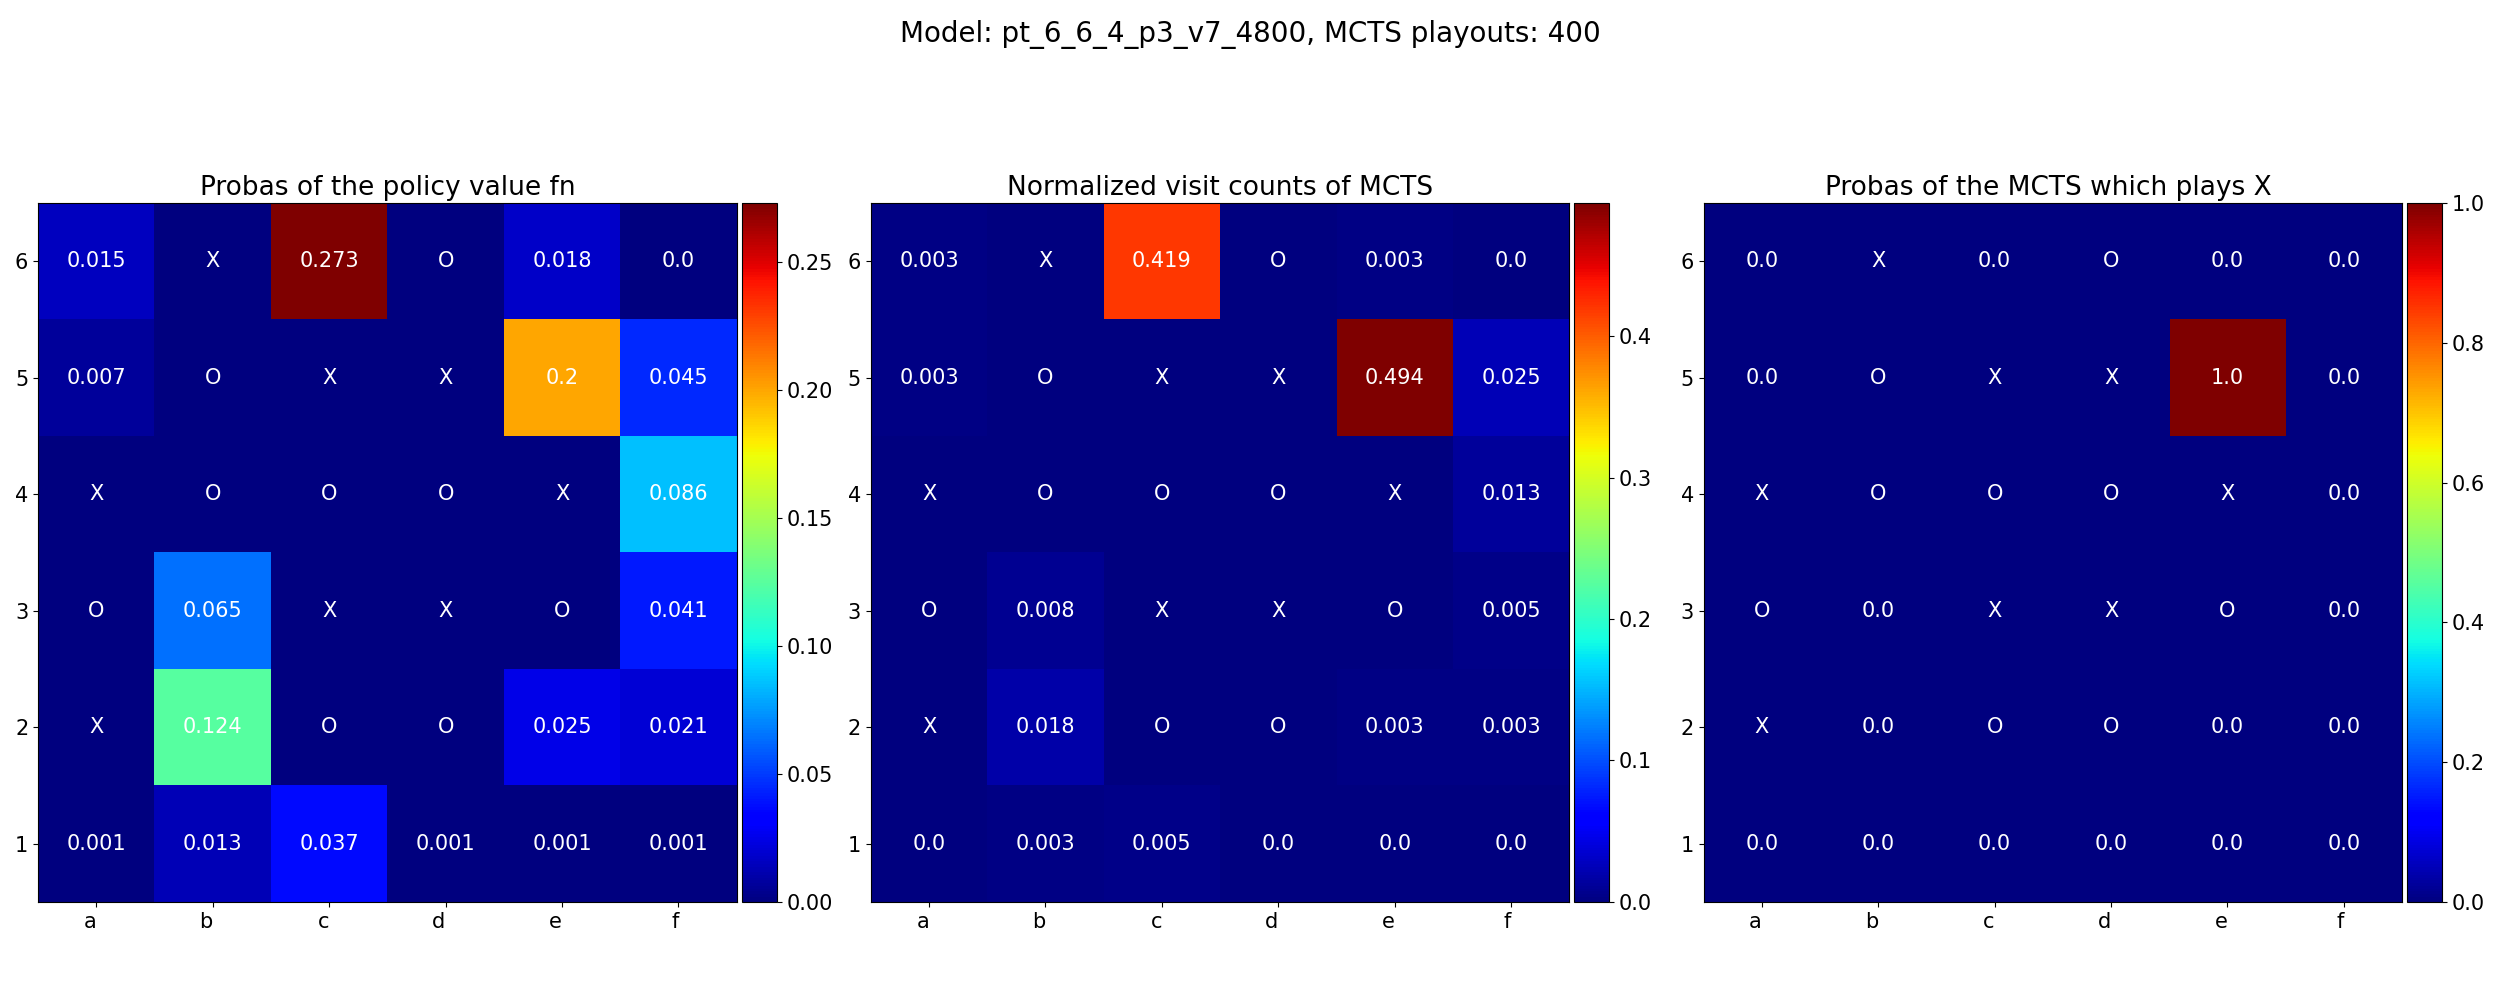 Model: pt_6_6_4_p3_v7_4800, MCTS playouts: 400
Probas of the policy value fn
6 0.015 X 0.273 O 0.018 0.0
5 0.007 O X X 0.2 0.045
4 X O O O X 0.086
3 O 0.065 X X O 0.041
2 X 0.124 O O 0.025 0.021
1 0.001 0.013 0.037 0.001 0.001 0.001
a b c d e f
0.25
0.20
0.15
0.10
0.05
0.00
Normalized visit counts of MCTS
6 0.003 X 0.419 O 0.003 0.0
5 0.003 O X X 0.494 0.025
4 X O O O X 0.013
3 O 0.008 X X O 0.005
2 X 0.018 O O 0.003 0.003
1 0.0 0.003 0.005 0.0 0.0 0.0
a b c d e f
0.4
0.3
0.2
0.1
0.0
Probas of the MCTS which plays X
6 0.0 X 0.0 O 0.0 0.0
5 0.0 O X X 1.0 0.0
4 X O O O X 0.0
3 O 0.0 X X O 0.0
2 X 0.0 O O 0.0 0.0
1 0.0 0.0 0.0 0.0 0.0 0.0
a b c d e f
1.0
0.8
0.6
0.4
0.2
0.0